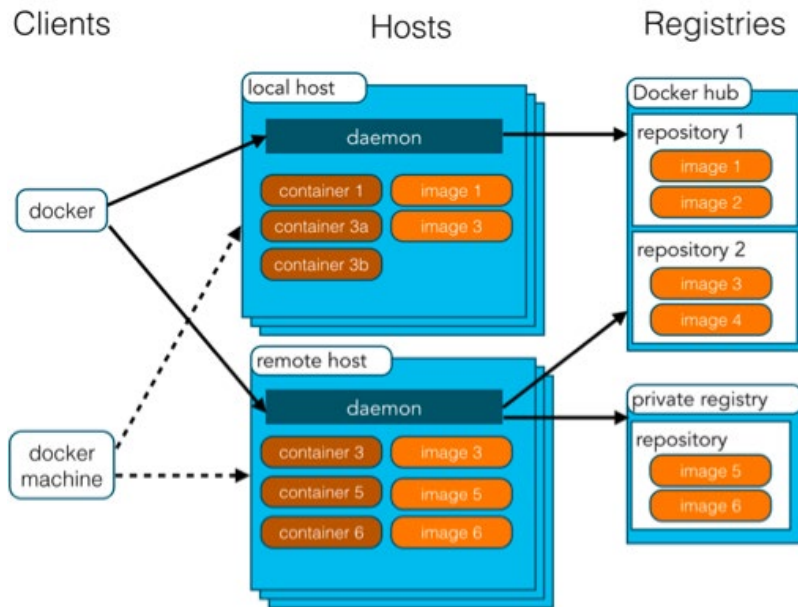 Clients
Hosts
Registries
docker
docker
machine
local host
daemon
container 1
image 1
container 3a
image 3
container 3b
remote host
daemon
container 3
image 3
container 5
image 5
container 6
image 6
Docker hub
repository 1
image 1
image 2
repository 2
image 3
image 4
private registry
repository
image 5
image 6